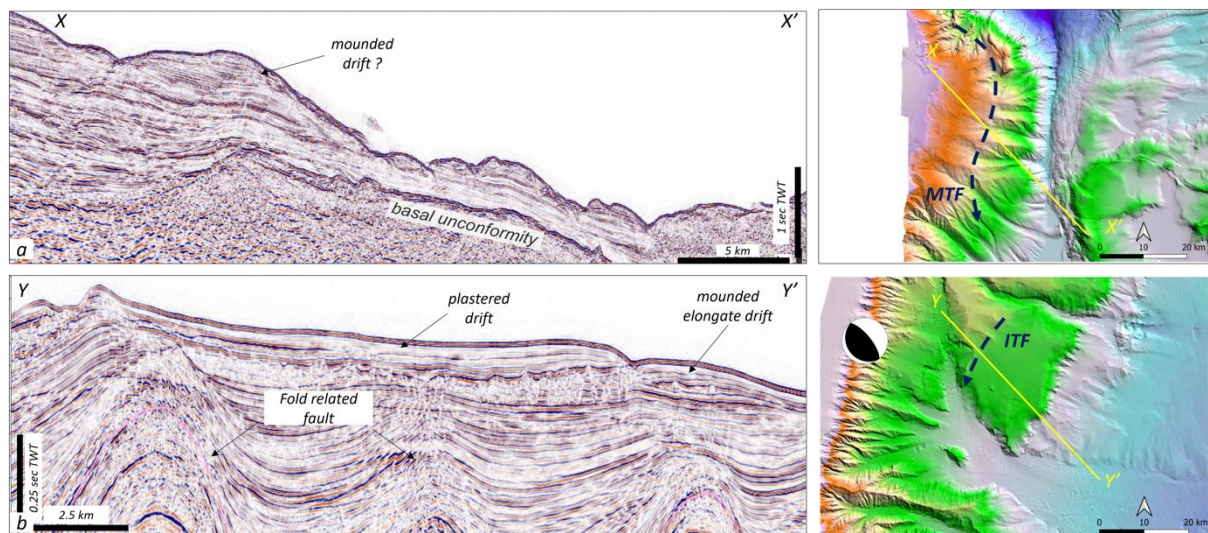 X
X'
mounded
drift ?
basal unconformity
1 sec TWT
5 km
a
X
MTF
X'
0 10 20 km
Y
Y'
plastered
drift
mounded
elongate drift
Fold related
fault
0.25 sec TWT
2.5 km
b
Y
ITF
Y'
0 10 20 km